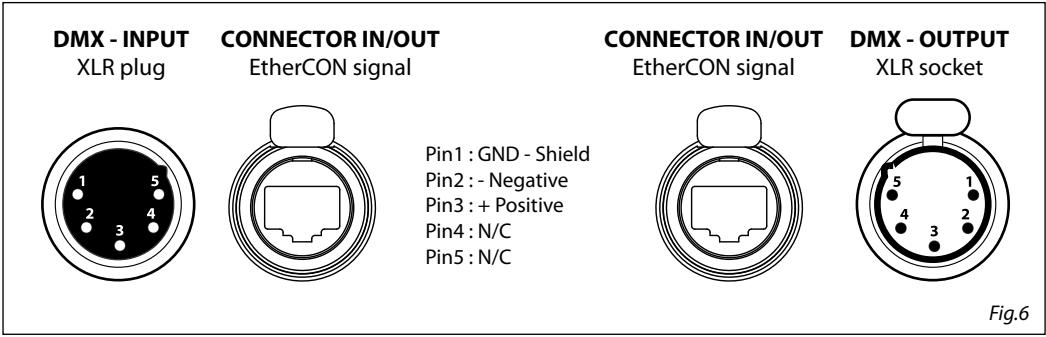 DMX - INPUT
XLR plug
CONNECTOR IN/OUT
EtherCON signal
CONNECTOR IN/OUT
EtherCON signal
DMX - OUTPUT
XLR socket
1
5
2
4
3
Pin1 : GND - Shield
Pin2 : - Negative
Pin3 : + Positive
Pin4 : N/C
Pin5 : N/C
5
1
4
2
3
Fig.6